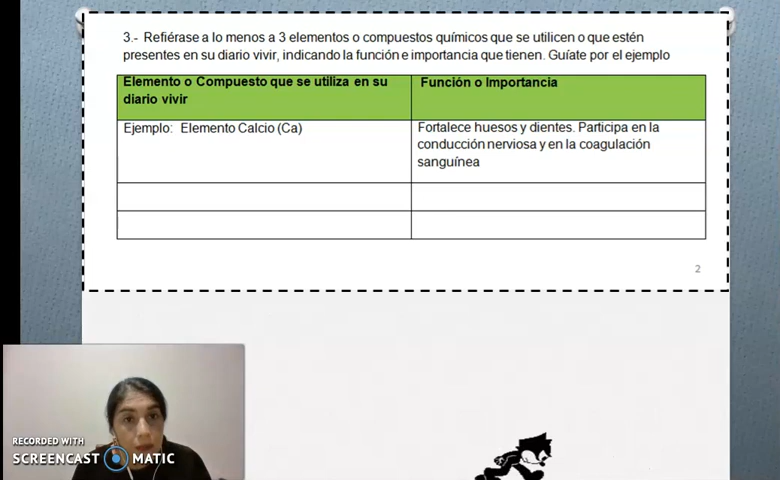 3.- Refiérase a lo menos a 3 elementos o compuestos químicos que se utilicen o que estén
presentes en su diario vivir, indicando la función e importancia que tienen. Guíate por el ejemplo
Elemento o Compuesto que se utiliza en su
diario vivir
Función o Importancia
Ejemplo: Elemento Calcio (Ca)
Fortalece huesos y dientes. Participa en la
conducción nerviosa y en la coagulación
sanguínea
2
RECORDED WITH
SCREENCAST MATIC